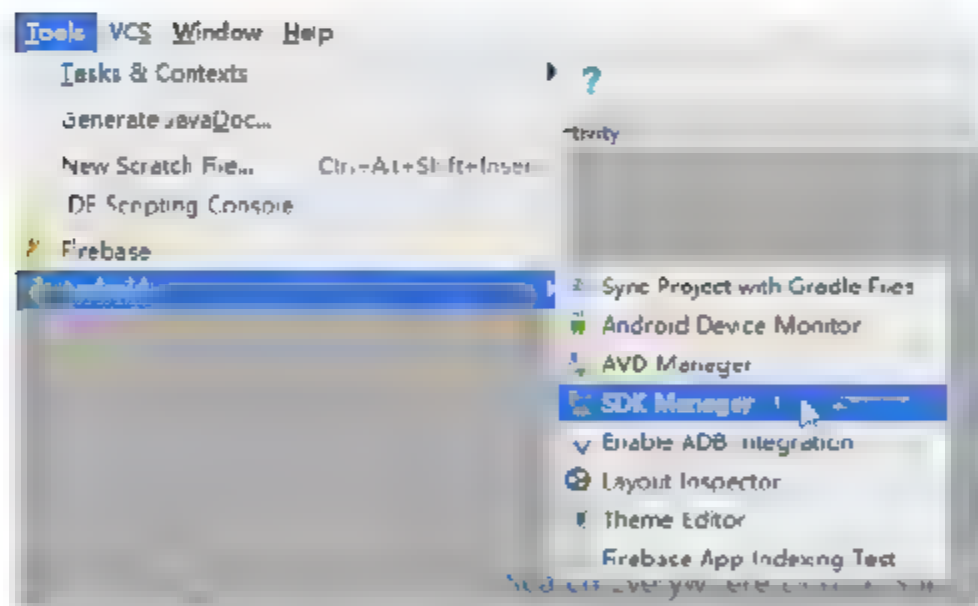 Tools VCS Window Help
Tasks & Contexts
?
Generate JavaDoc...
New Scratch File... Ctrl+Alt+Shift+Inser
IDE Scripting Console
Firebase
Sync Project with Gradle Files
Android Device Monitor
AVD Manager
SDK Manager
Enable ADB Integration
Layout Inspector
Theme Editor
Firebase App Indexing Test